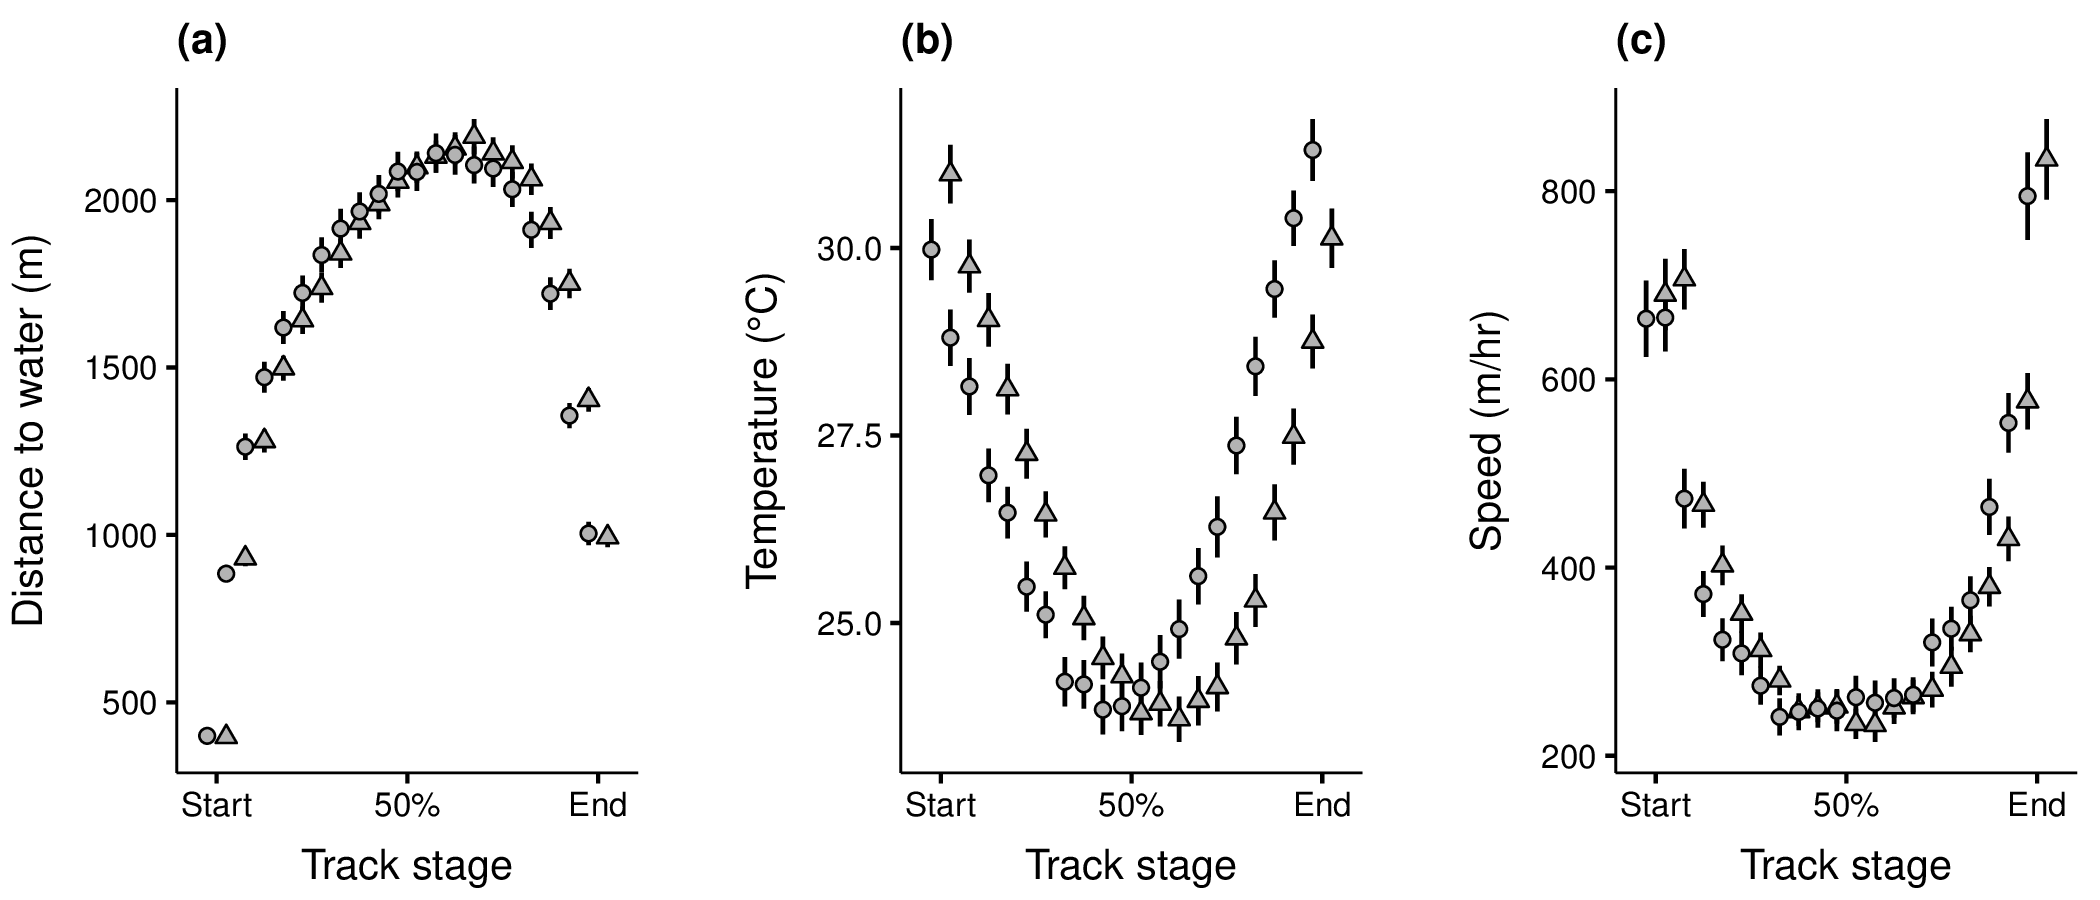 (a)
Distance to water (m)
2000
1500
1000
500
Start 50% End
Track stage
(b)
Temperature (°C)
30.0
27.5
25.0
Start 50% End
Track stage
(c)
Speed (m/hr)
800
600
400
200
Start 50% End
Track stage